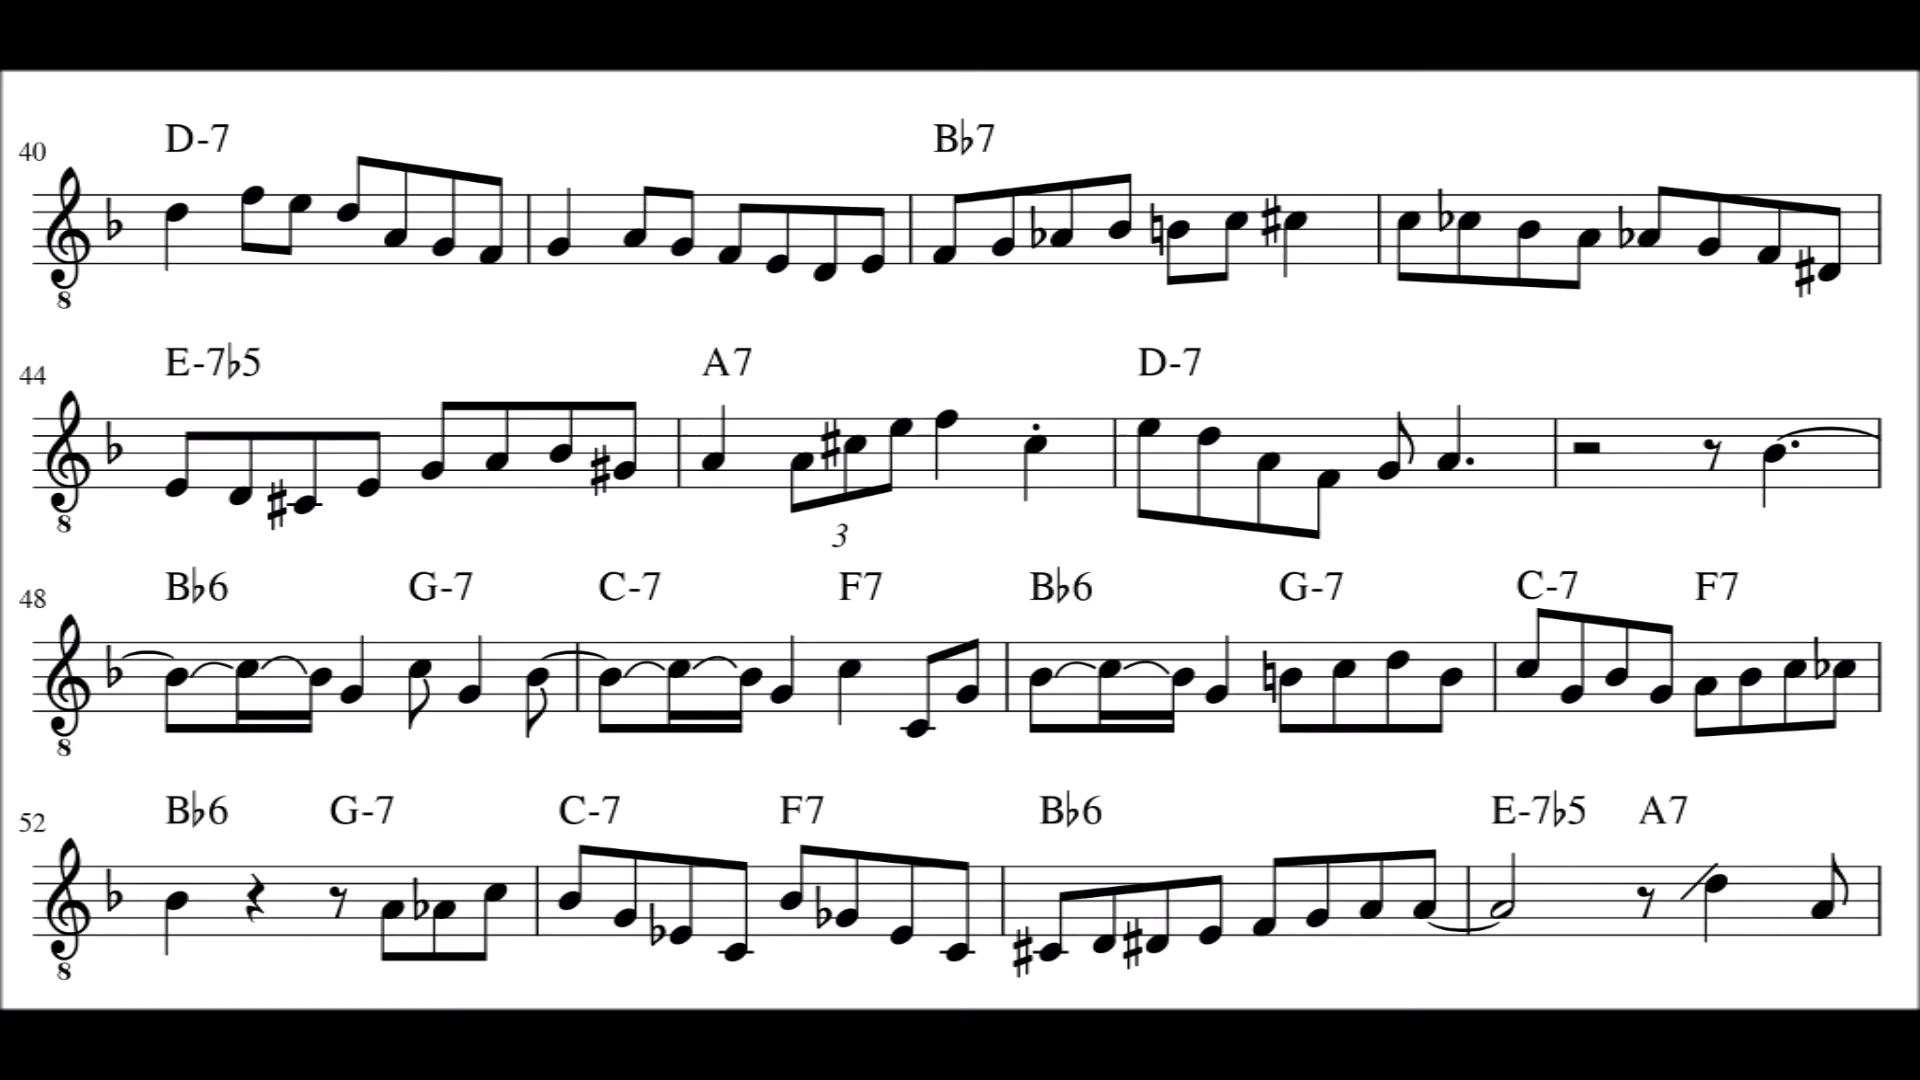 D-7 B♭7
40
8
E-7♭5 A7 D-7
44
8
3
B♭6 G-7 C-7 F7 B♭6 G-7 C-7 F7
48
8
B♭6 G-7 C-7 F7 B♭6 E-7♭5 A7
52
8